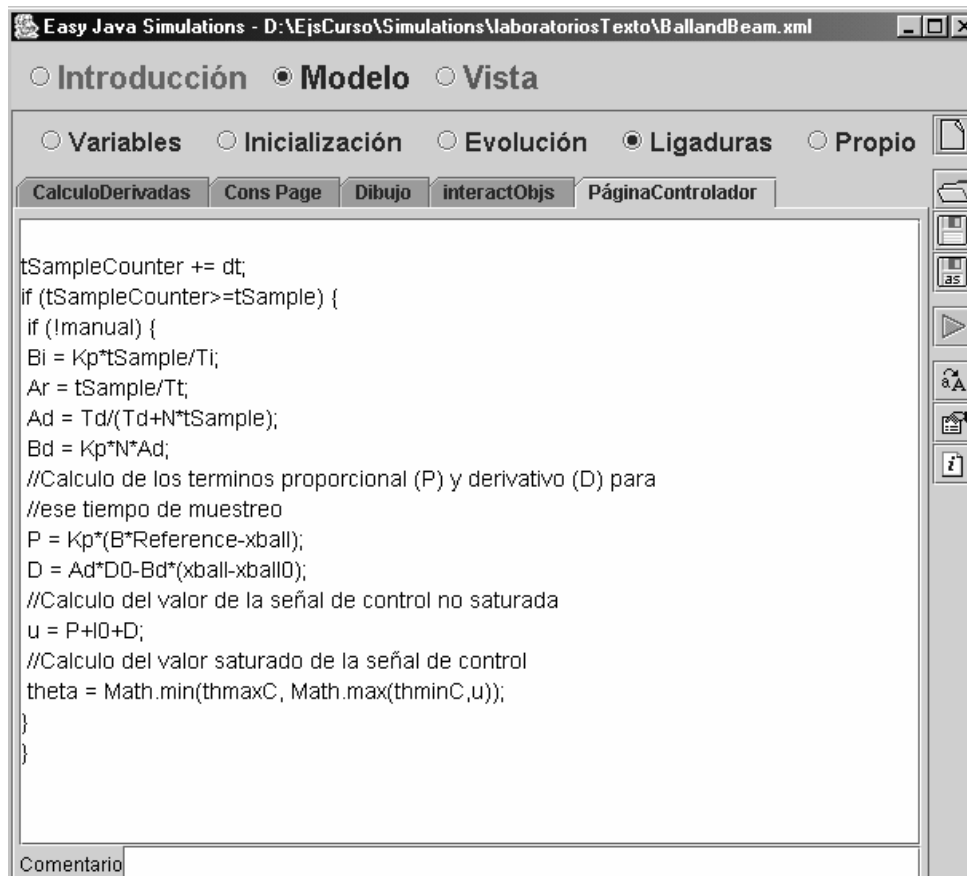 Easy Java Simulations - D:\EjsCurso\Simulations\laboratoriosTexto\BallandBeam.xml
Introducción Modelo Vista
Variables Inicialización Evolución Ligaduras Propio
CalculoDerivadas Cons Page Dibujo interactObjs PáginaControlador
tSampleCounter += dt;
if (tSampleCounter>=tSample) {
if (!manual) {
Bi = Kp*tSample/Ti;
Ar = tSample/Tt;
Ad = Td/(Td+N*tSample);
Bd = Kp*N*Ad;
//Calculo de los terminos proporcional (P) y derivativo (D) para
//ese tiempo de muestreo
P = Kp*(B*Reference-xball);
D = Ad*D0-Bd*(xball-xball0);
//Calculo del valor de la señal de control no saturada
u = P+I0+D;
//Calculo del valor saturado de la señal de control
theta = Math.min(thmaxC, Math.max(thminC,u));
}
}
as
aA
i
Comentario